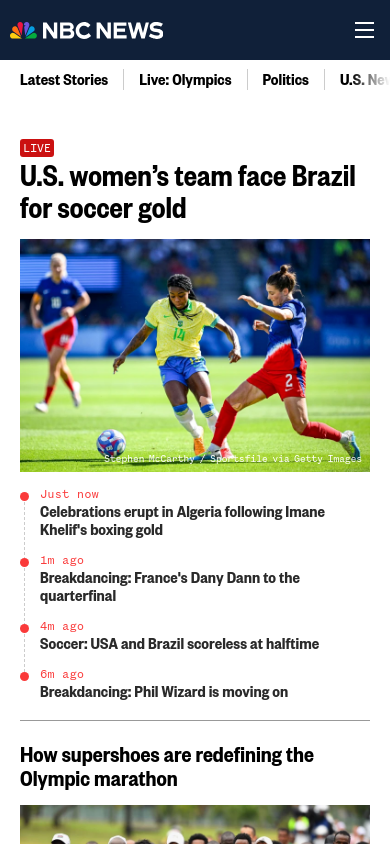 NBC NEWS
Latest Stories
Live: Olympics
Politics
U.S. Ne
LIVE
U.S. women’s team face Brazil
for soccer gold
10
14
2
Stephen McCarthy / Sportsfile via Getty Images
Just now
Celebrations erupt in Algeria following Imane
Khelif's boxing gold
1m ago
Breakdancing: France's Dany Dann to the
quarterfinal
4m ago
Soccer: USA and Brazil scoreless at halftime
6m ago
Breakdancing: Phil Wizard is moving on
How supershoes are redefining the
Olympic marathon